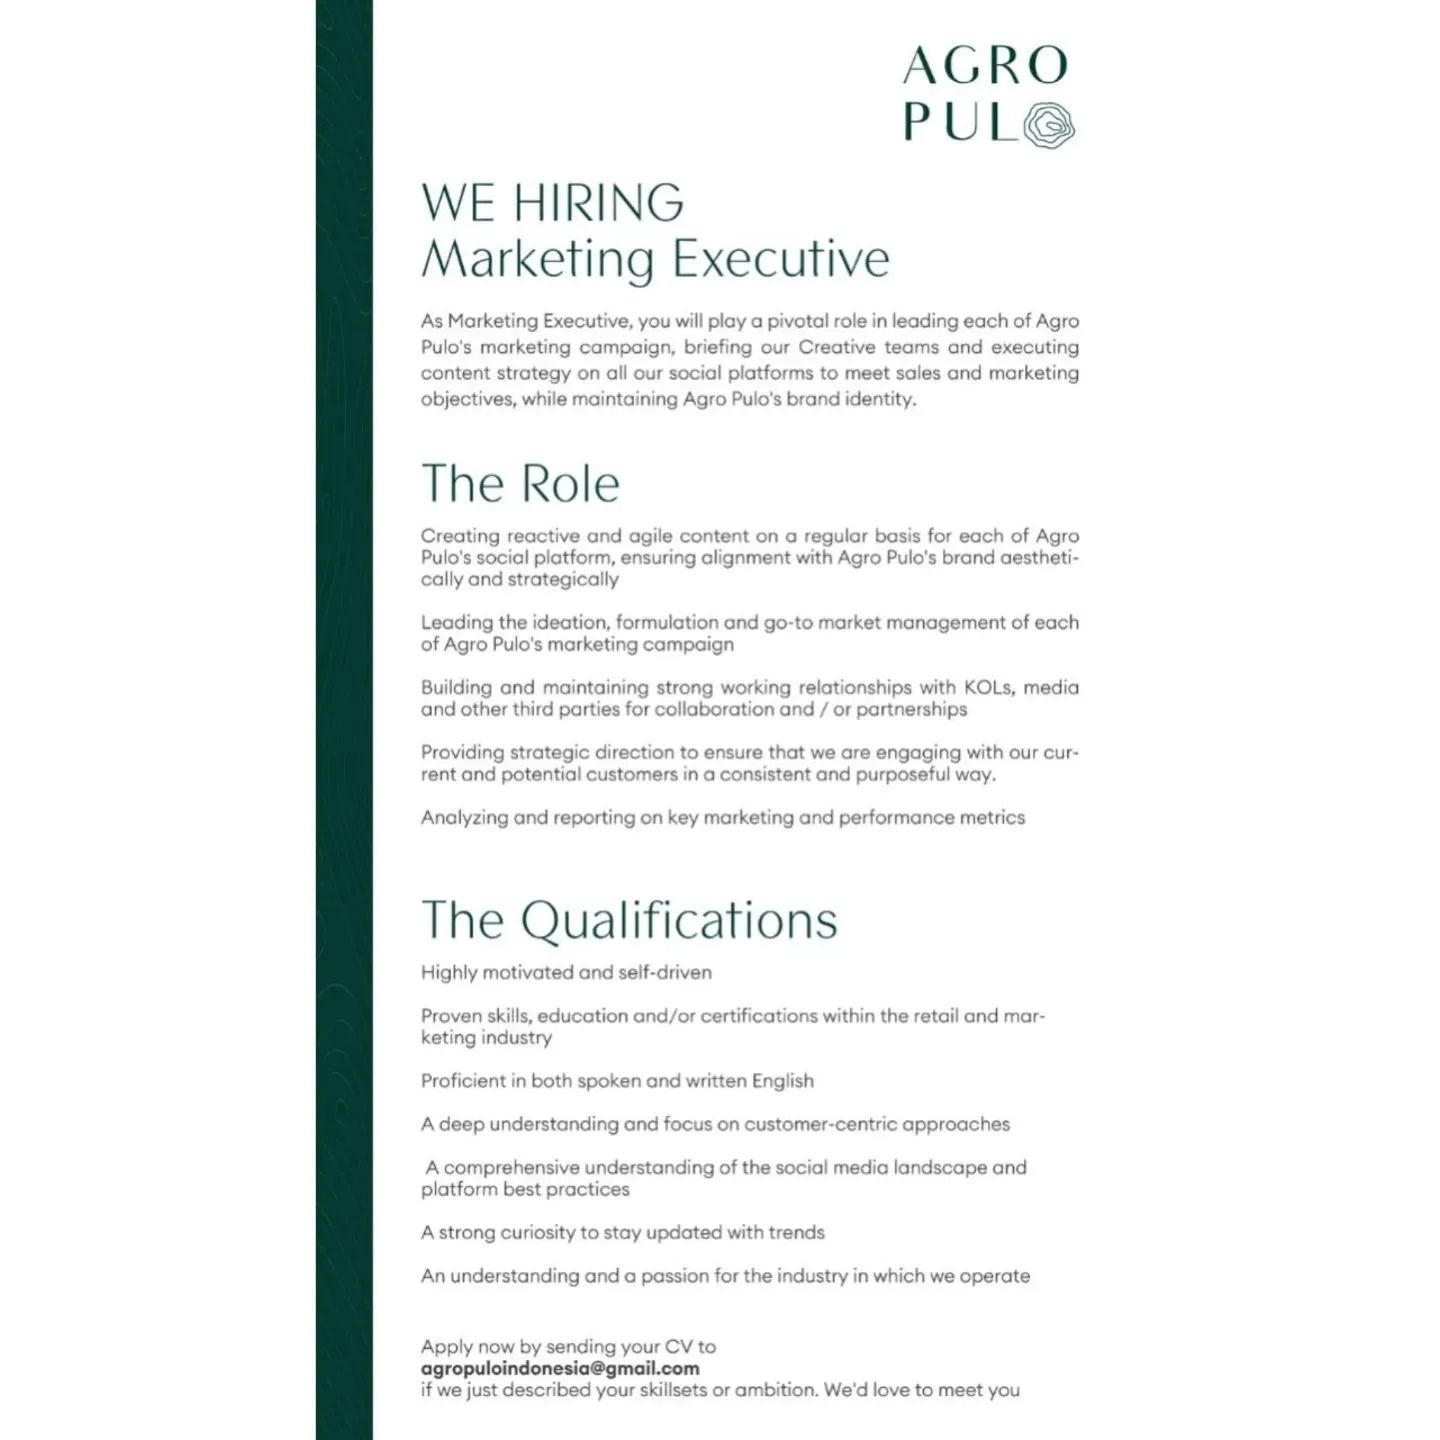 AGRO
PULO
WE HIRING
Marketing Executive
As Marketing Executive, you will play a pivotal role in leading each of Agro
Pulo's marketing campaign, briefing our Creative teams and executing
content strategy on all our social platforms to meet sales and marketing
objectives, while maintaining Agro Pulo's brand identity.
The Role
Creating reactive and agile content on a regular basis for each of Agro
Pulo's social platform, ensuring alignment with Agro Pulo's brand aestheti-
cally and strategically
Leading the ideation, formulation and go-to market management of each
of Agro Pulo's marketing campaign
Building and maintaining strong working relationships with KOLs, media
and other third parties for collaboration and / or partnerships
Providing strategic direction to ensure that we are engaging with our cur-
rent and potential customers in a consistent and purposeful way.
Analyzing and reporting on key marketing and performance metrics
The Qualifications
Highly motivated and self-driven
Proven skills, education and/or certifications within the retail and mar-
keting industry
Proficient in both spoken and written English
A deep understanding and focus on customer-centric approaches
A comprehensive understanding of the social media landscape and
platform best practices
A strong curiosity to stay updated with trends
An understanding and a passion for the industry in which we operate
Apply now by sending your CV to
agropuloindonesia@gmail.com
if we just described your skillsets or ambition. We'd love to meet you